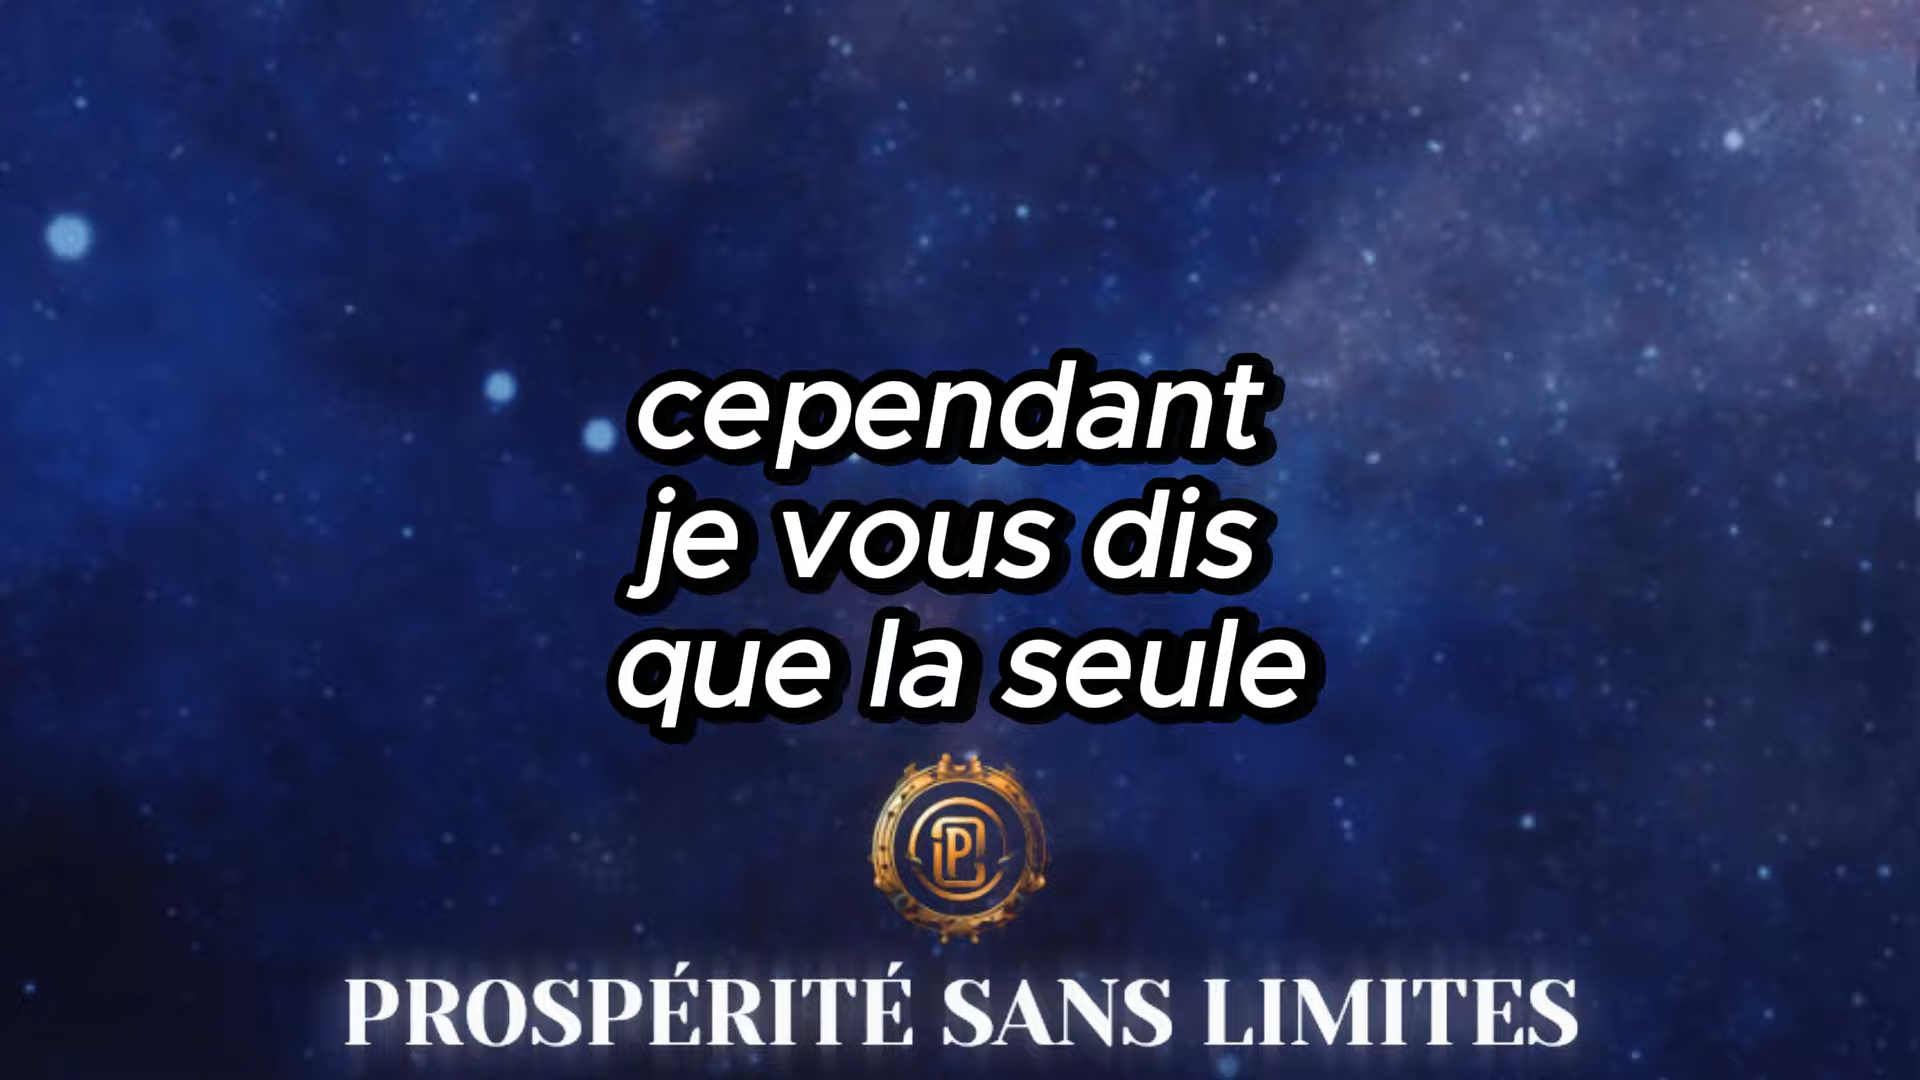 cependant
je vous dis
que la seule
P
PROSPÉRITÉ SANS LIMITES